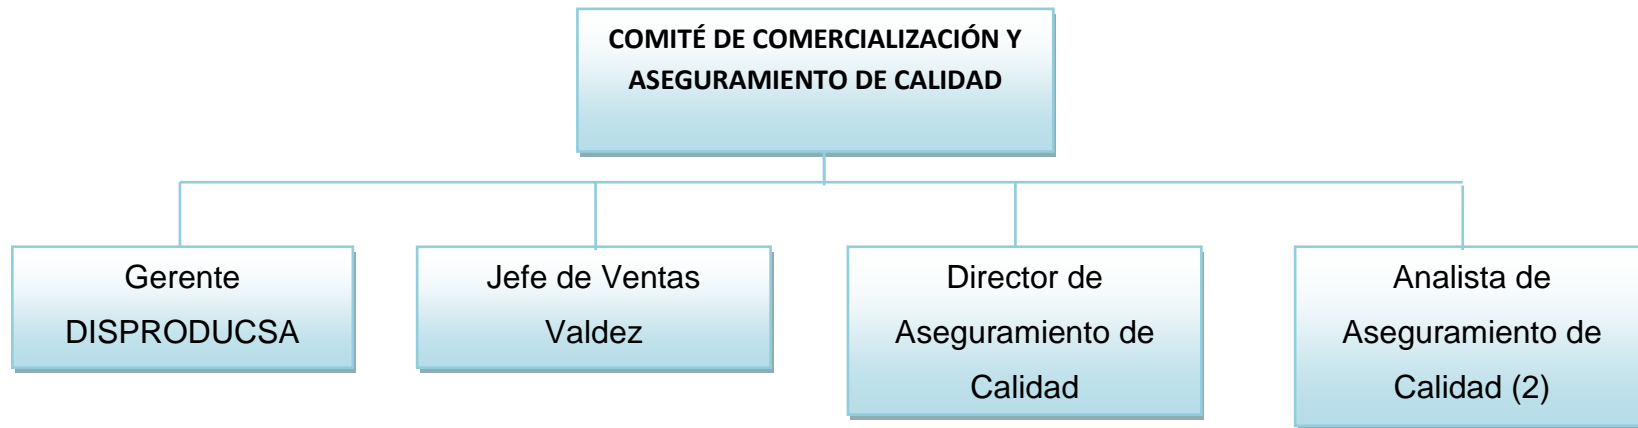 COMITÉ DE COMERCIALIZACIÓN Y
ASEGURAMIENTO DE CALIDAD
Gerente
DISPRODUCSA
Jefe de Ventas
Valdez
Director de
Aseguramiento de
Calidad
Analista de
Aseguramiento de
Calidad (2)